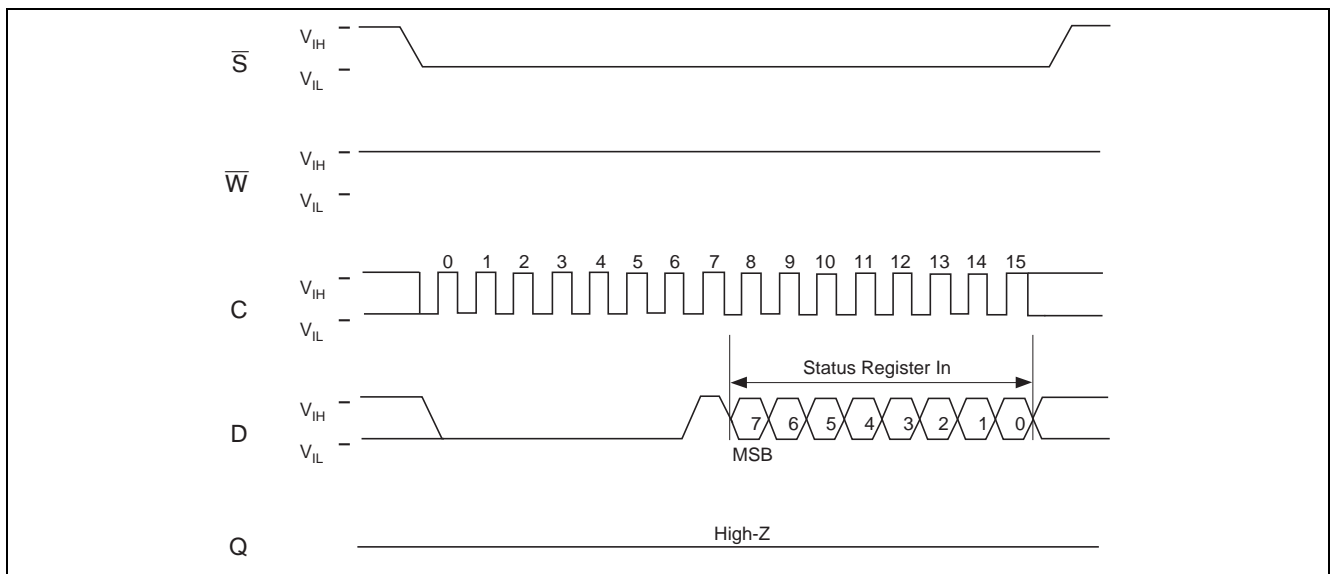 S̅
V_IH
V_IL
W̅
V_IH
V_IL
C
V_IH
V_IL
0 1 2 3 4 5 6 7 8 9 10 11 12 13 14 15
D
V_IH
V_IL
Status Register In
7 6 5 4 3 2 1 0
MSB
Q
High-Z